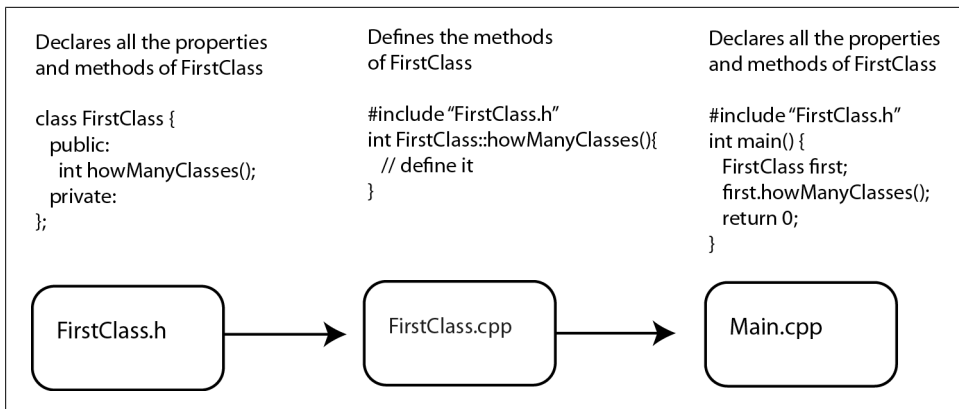 Declares all the properties
and methods of FirstClass
class FirstClass {
public:
int howManyClasses();
private:
};
FirstClass.h
Defines the methods
of FirstClass
#include “FirstClass.h”
int FirstClass::howManyClasses(){
// define it
}
FirstClass.cpp
Declares all the properties
and methods of FirstClass
#include “FirstClass.h”
int main() {
FirstClass first;
first.howManyClasses();
return 0;
}
Main.cpp